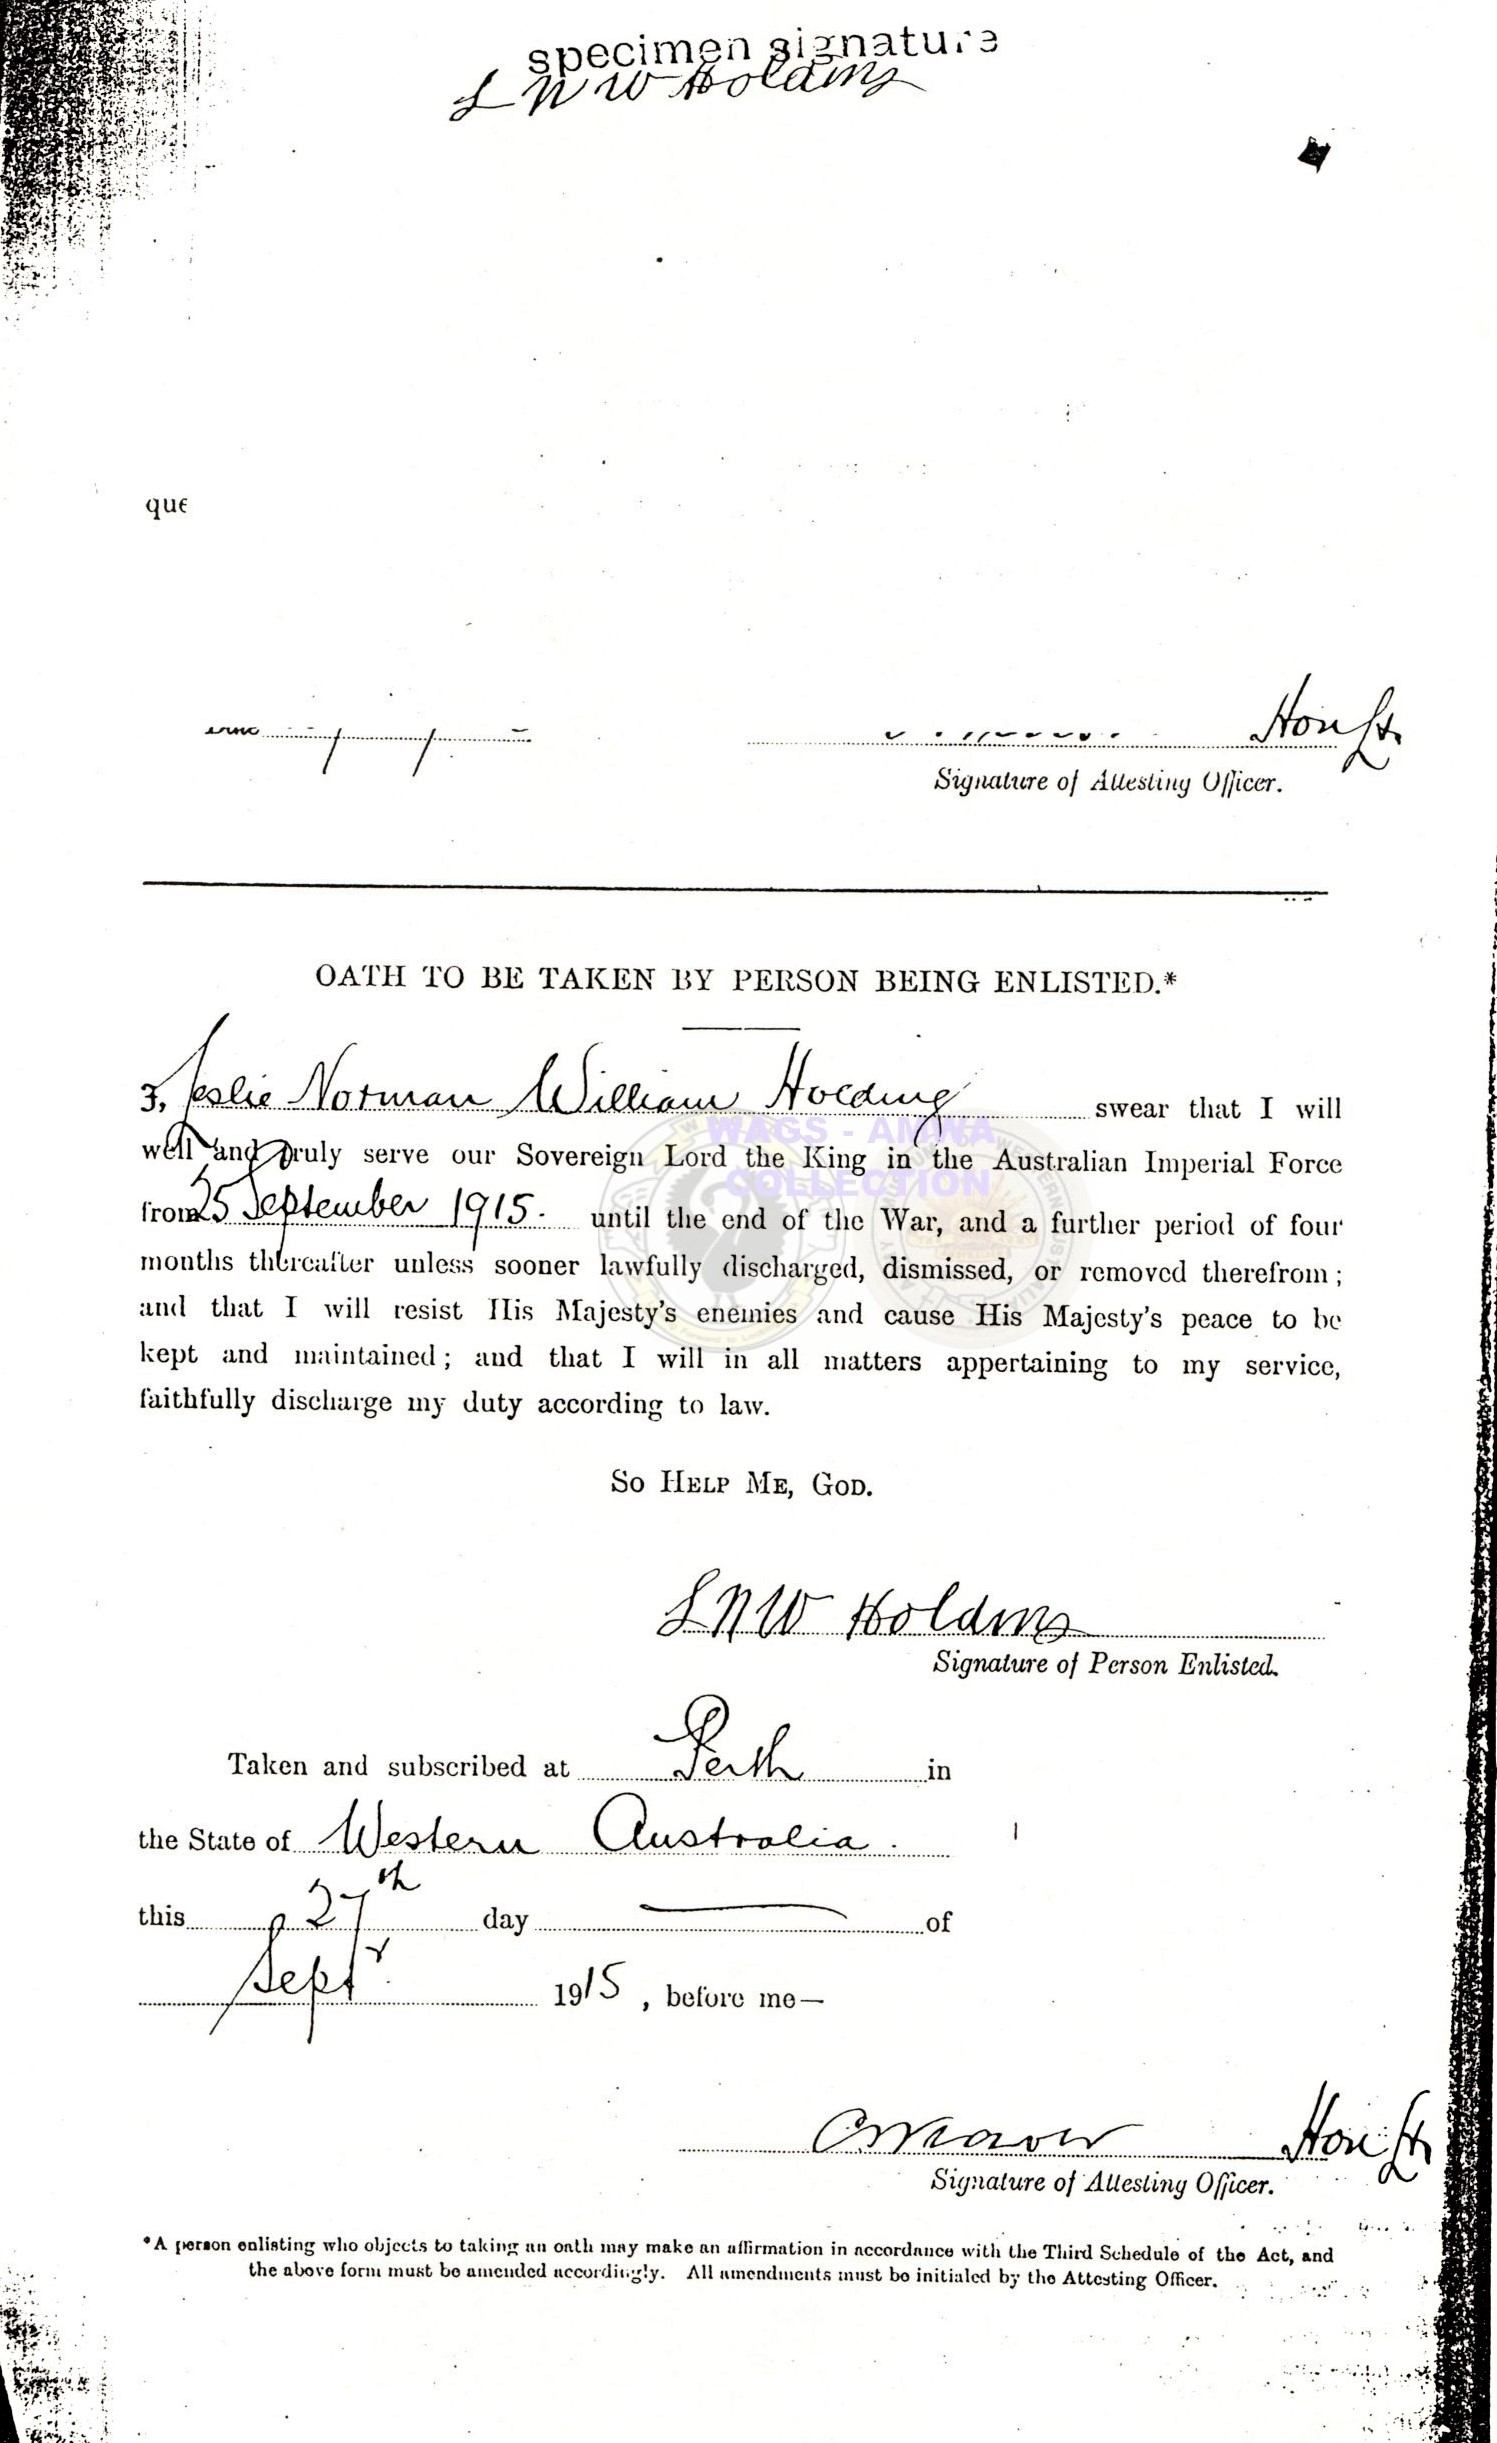 specimen signature
L N W Holding
que
Hon Lt.
Signature of Attesting Officer.
OATH TO BE TAKEN BY PERSON BEING ENLISTED.*
I, Leslie Norman William Holding swear that I will
well and truly serve our Sovereign Lord the King in the Australian Imperial Force
from 25 September 1915. until the end of the War, and a further period of four
months thereafter unless sooner lawfully discharged, dismissed, or removed therefrom;
and that I will resist His Majesty's enemies and cause His Majesty's peace to be
kept and maintained; and that I will in all matters appertaining to my service,
faithfully discharge my duty according to law.
WAGS - AMWA
COLLECTION
SO HELP ME, GOD.
L N W Holding
Signature of Person Enlisted.
Taken and subscribed at Perth in
the State of Western Australia.
this 27th day of
Septr. 1915, before me—
Hon Lt
Signature of Attesting Officer.
*A person enlisting who objects to taking an oath may make an affirmation in accordance with the Third Schedule of the Act, and
the above form must be amended accordingly. All amendments must be initialed by the Attesting Officer.